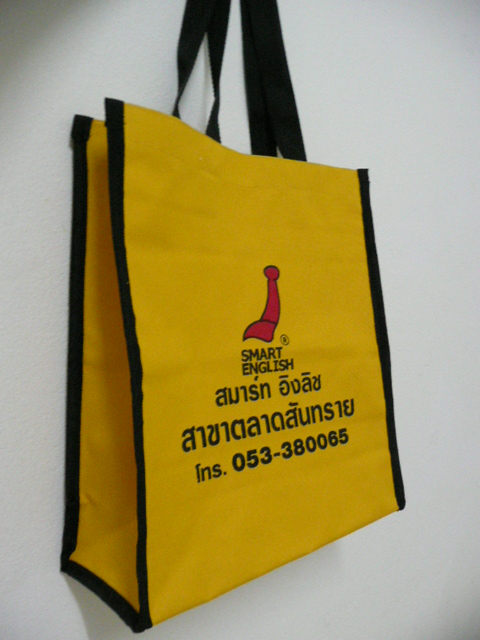 ®
SMART
ENGLISH
สมาร์ท อิงลิช
สาขาตลาดสันทราย
โทร. 053-380065